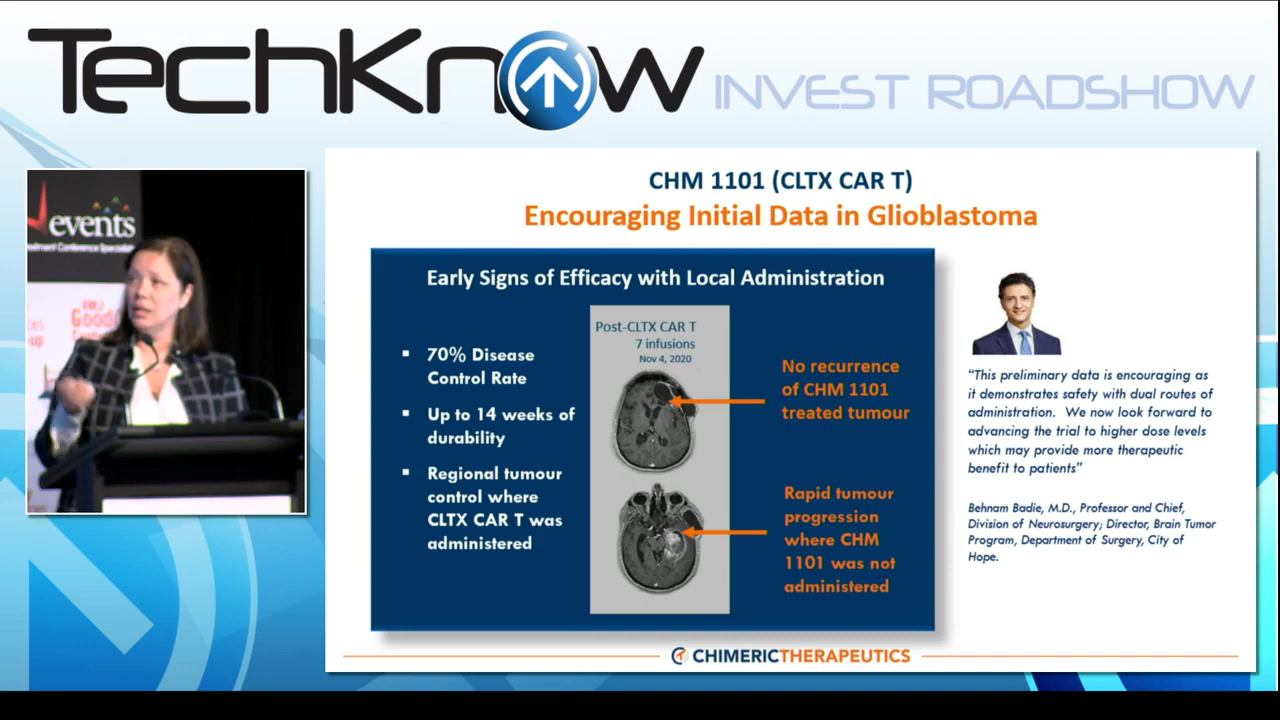 TechKnow INVEST ROADSHOW
events
CHM 1101 (CLTX CAR T)
Encouraging Initial Data in Glioblastoma
Early Signs of Efficacy with Local Administration
▪ 70% Disease
Control Rate
▪ Up to 14 weeks of
durability
▪ Regional tumour
control where
CLTX CAR T was
administered
Post-CLTX CAR T
7 infusions
Nov 4, 2020
No recurrence
of CHM 1101
treated tumour
Rapid tumour
progression
where CHM
1101 was not
administered
"This preliminary data is encouraging as
it demonstrates safety with dual routes of
administration. We now look forward to
advancing the trial to higher dose levels
which may provide more therapeutic
benefit to patients"
Behnam Badie, M.D., Professor and Chief,
Division of Neurosurgery; Director, Brain Tumor
Program, Department of Surgery, City of
Hope.
CHIMERICTHERAPEUTICS